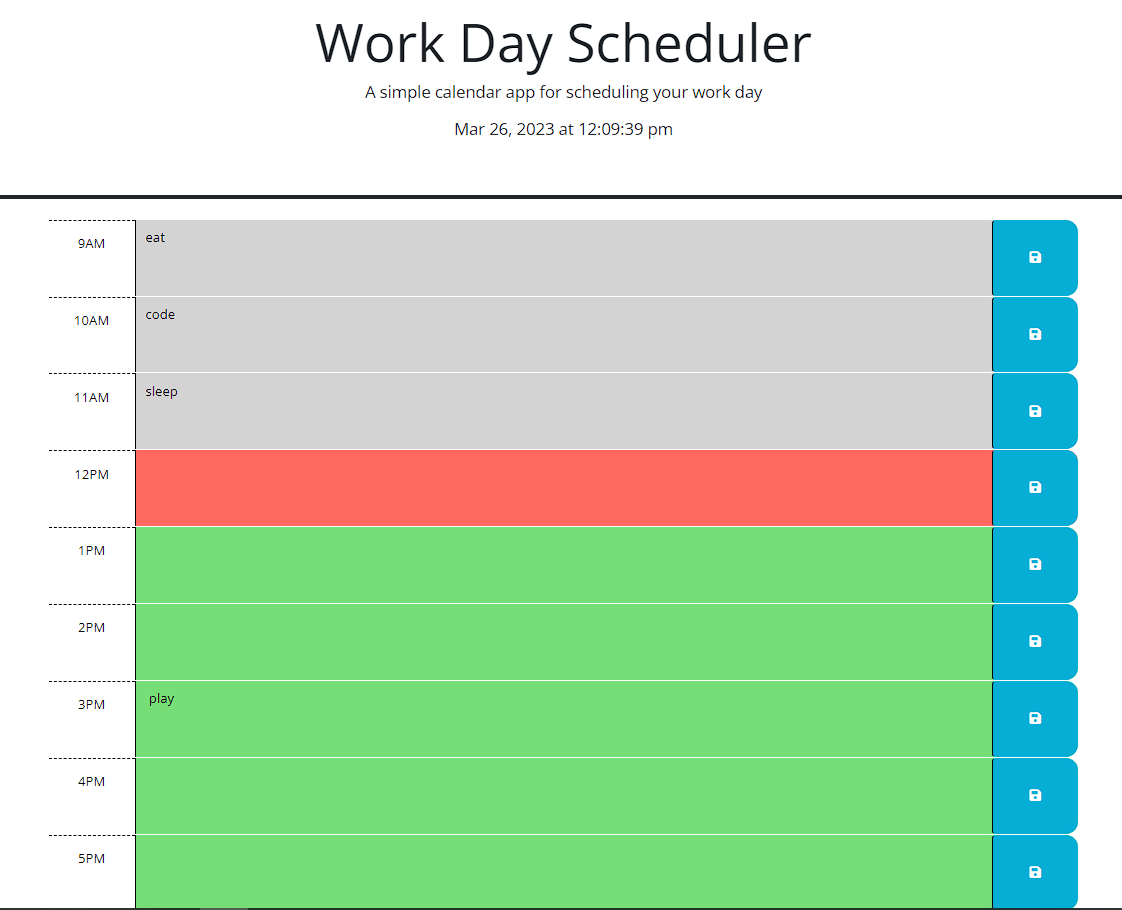 Work Day Scheduler
A simple calendar app for scheduling your work day
Mar 26, 2023 at 12:09:39 pm
9AM eat
10AM code
11AM sleep
12PM
1PM
2PM
3PM play
4PM
5PM